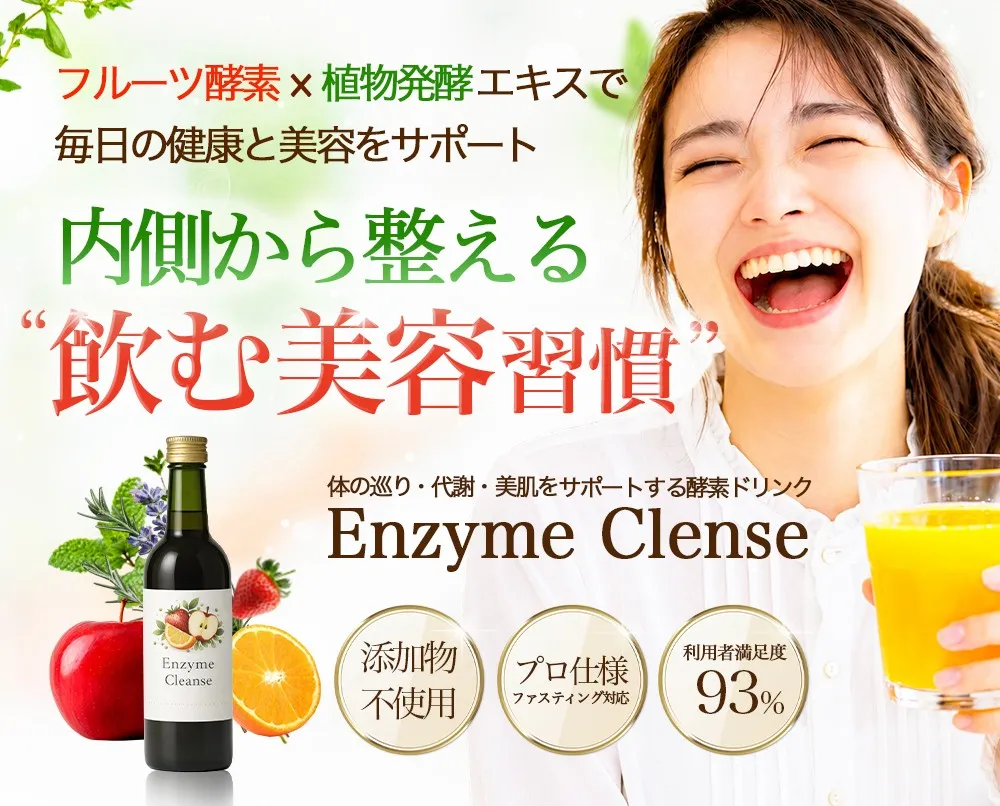 フルーツ酵素×植物発酵エキスで
毎日の健康と美容をサポート
内側から整える
“飲む美容習慣”
体の巡り・代謝・美肌をサポートする酵素ドリンク
Enzyme Clense
Enzyme
Cleanse
添加物
不使用
プロ仕様
ファスティング対応
利用者満足度
93%